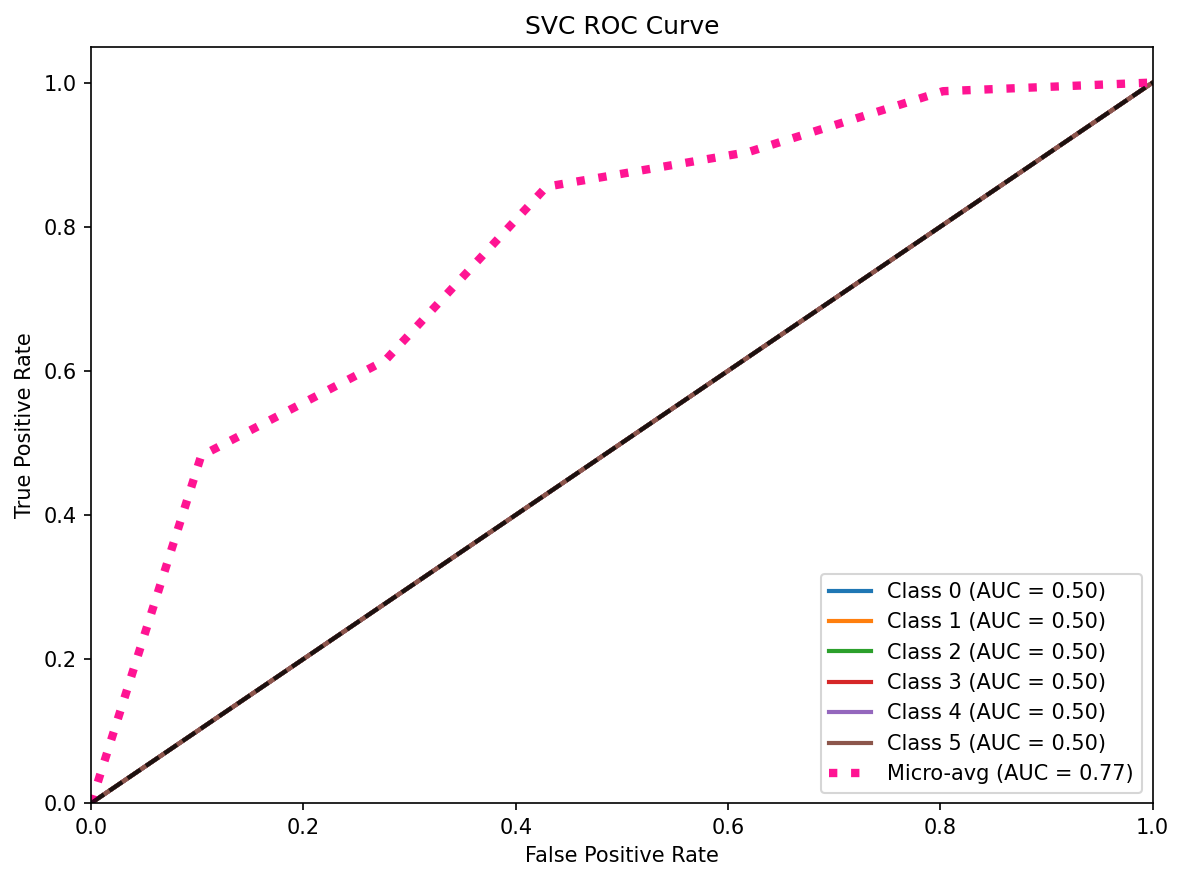 SVC ROC Curve
True Positive Rate
1.0
0.8
0.6
0.4
0.2
0.0
0.0 0.2 0.4 0.6 0.8 1.0
False Positive Rate
Class 0 (AUC = 0.50)
Class 1 (AUC = 0.50)
Class 2 (AUC = 0.50)
Class 3 (AUC = 0.50)
Class 4 (AUC = 0.50)
Class 5 (AUC = 0.50)
Micro-avg (AUC = 0.77)